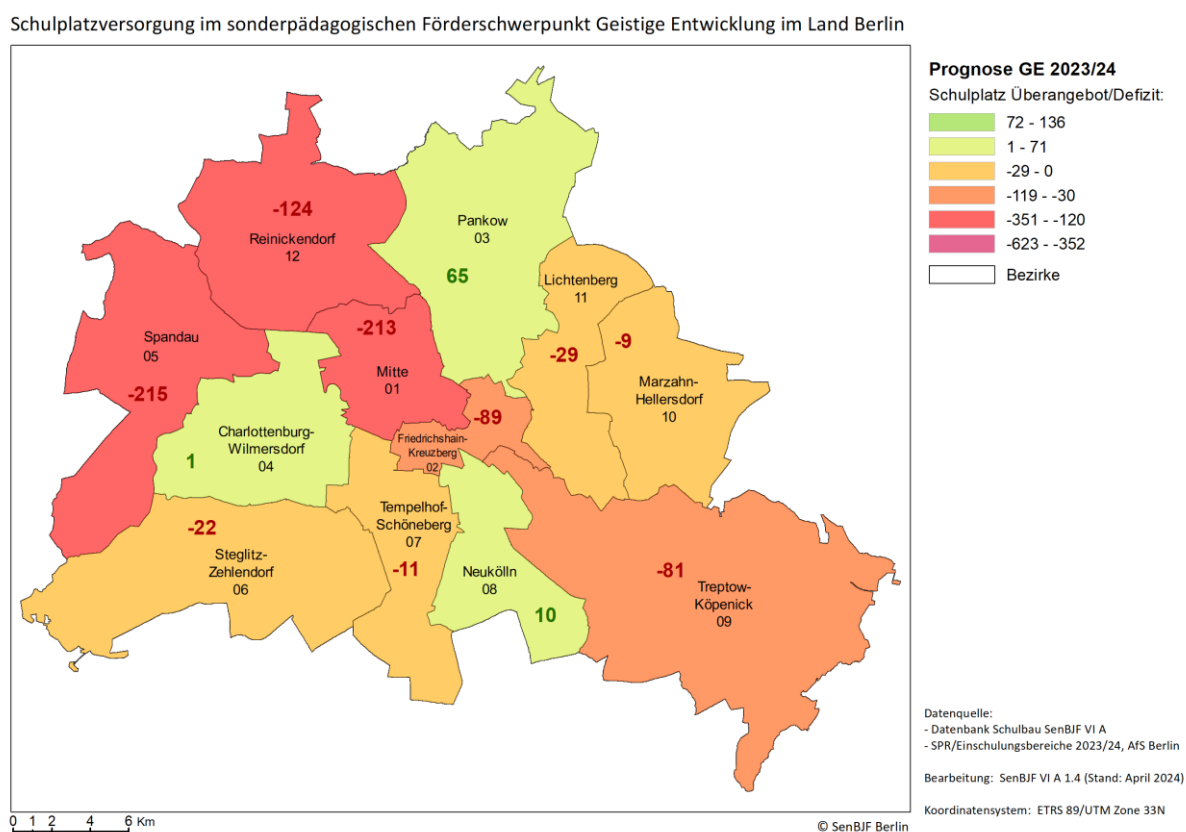 Schulplatzversorgung im sonderpädagogischen Förderschwerpunkt Geistige Entwicklung im Land Berlin
Prognose GE 2023/24
Schulplatz Überangebot/Defizit:
72 - 136
1 - 71
-29 - 0
-119 - -30
-351 - -120
-623 - -352
Bezirke
-124
Reinickendorf
12
Pankow
03
65
Lichtenberg
11
-29
-9
Marzahn-
Hellersdorf
10
Spandau
05
-215
-213
Mitte
01
-89
Friedrichshain-
Kreuzberg
02
Charlottenburg-
Wilmersdorf
04
1
-22
Steglitz-
Zehlendorf
06
Tempelhof-
Schöneberg
07
-11
Neukölln
08
10
-81
Treptow-
Köpenick
09
Datenquelle:
- Datenbank Schulbau SenBJF VI A
- SPR/Einschulungsbereiche 2023/24, AfS Berlin
Bearbeitung: SenBJF VI A 1.4 (Stand: April 2024)
Koordinatensystem: ETRS 89/UTM Zone 33N
0 1 2 4 6 Km
© SenBJF Berlin